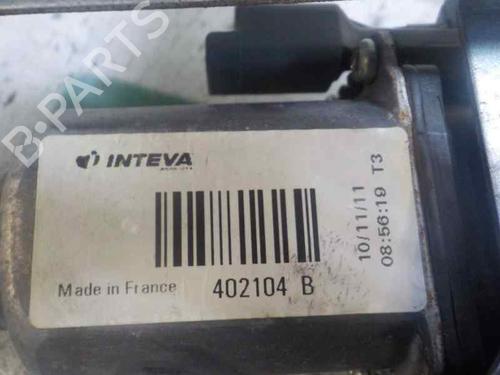 B-PARTS
INTEVA
10/11/11
08:56:19 T3
Made in France 402104 B